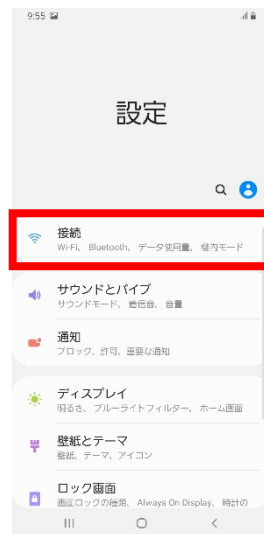 9:55
設定
接続
Wi-Fi、 Bluetooth、 データ使用量、 機内モード
サウンドとバイブ
サウンドモード、 着信音、 音量
通知
ブロック、許可、重要な通知
ディスプレイ
明るさ、 ブルーライトフィルター、 ホーム画面
壁紙とテーマ
壁紙、テーマ、アイコン
ロック画面
画面ロックの種類、 Always On Display、 時計の